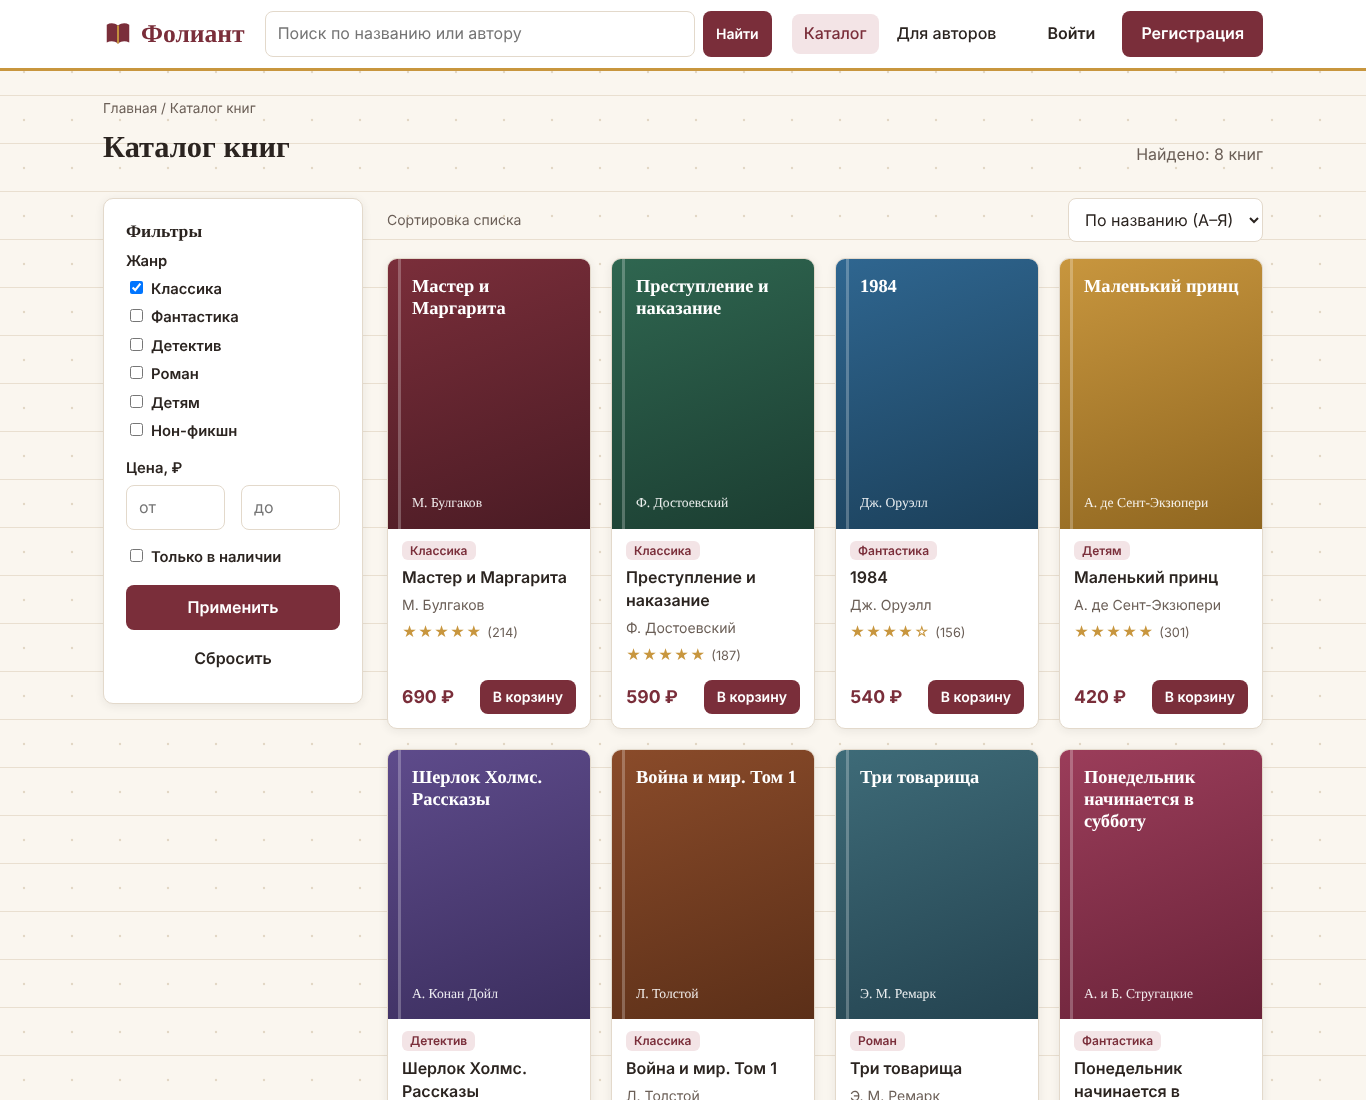 Фолиант
Поиск по названию или автору
Найти
Каталог
Для авторов
Войти
Регистрация
Главная / Каталог книг
Каталог книг
Найдено: 8 книг
Фильтры
Жанр
Классика
Фантастика
Детектив
Роман
Детям
Нон-фикшн
Цена, ₽
от
до
Только в наличии
Применить
Сбросить
Сортировка списка
По названию (А–Я)
Мастер и
Маргарита
М. Булгаков
Классика
Мастер и Маргарита
М. Булгаков
★★★★★ (214)
690 ₽
В корзину
Преступление и
наказание
Ф. Достоевский
Классика
Преступление и
наказание
Ф. Достоевский
★★★★★ (187)
590 ₽
В корзину
1984
Дж. Оруэлл
Фантастика
1984
Дж. Оруэлл
★★★★☆ (156)
540 ₽
В корзину
Маленький принц
А. де Сент-Экзюпери
Детям
Маленький принц
А. де Сент-Экзюпери
★★★★★ (301)
420 ₽
В корзину
Шерлок Холмс.
Рассказы
А. Конан Дойл
Детектив
Шерлок Холмс.
Рассказы
Война и мир. Том 1
Л. Толстой
Классика
Война и мир. Том 1
Л. Толстой
Три товарища
Э. М. Ремарк
Роман
Три товарища
Э. М. Ремарк
Понедельник
начинается в
субботу
А. и Б. Стругацкие
Фантастика
Понедельник
начинается в